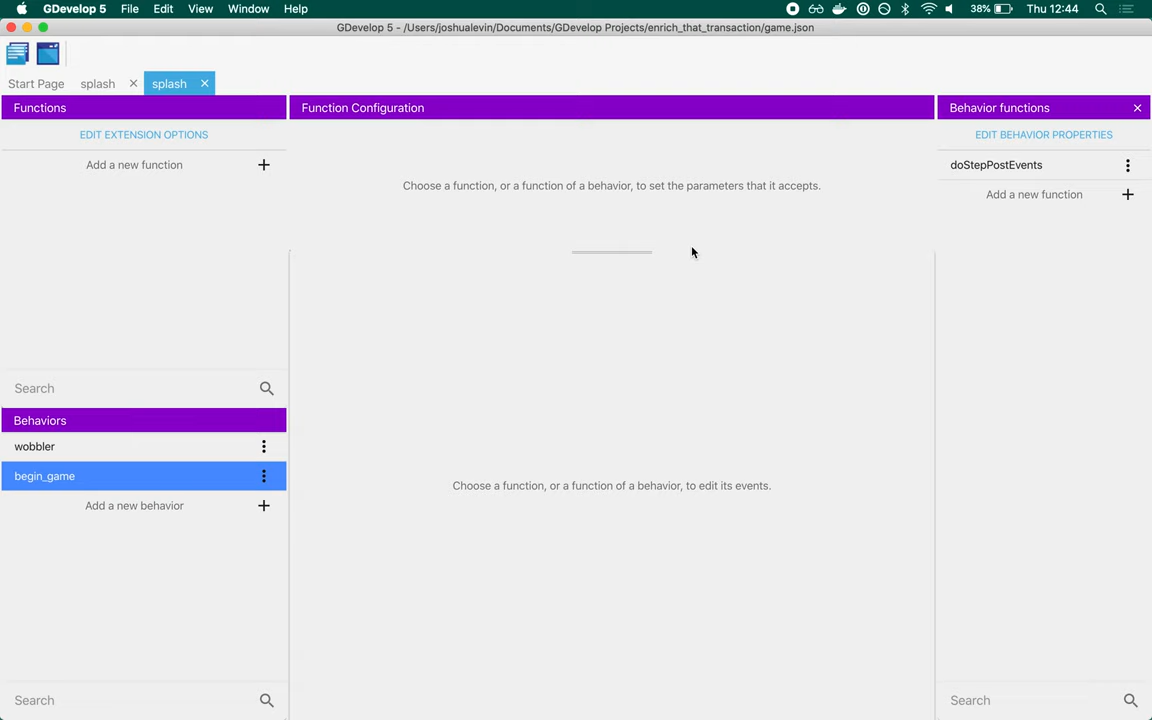 GDevelop 5 File Edit View Window Help 38% Thu 12:44
GDevelop 5 - /Users/joshualevin/Documents/GDevelop Projects/enrich_that_transaction/game.json
Start Page splash splash
Functions
EDIT EXTENSION OPTIONS
Add a new function
Search
Behaviors
wobbler
begin_game
Add a new behavior
Search
Function Configuration
Choose a function, or a function of a behavior, to set the parameters that it accepts.
Choose a function, or a function of a behavior, to edit its events.
Behavior functions
EDIT BEHAVIOR PROPERTIES
doStepPostEvents
Add a new function
Search